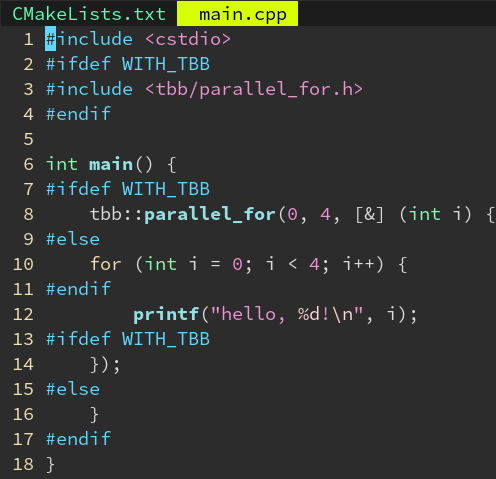 CMakeLists.txt main.cpp
1 #include <cstdio>
2 #ifdef WITH_TBB
3 #include <tbb/parallel_for.h>
4 #endif
5
6 int main() {
7 #ifdef WITH_TBB
8     tbb::parallel_for(0, 4, [&] (int i) {
9 #else
10     for (int i = 0; i < 4; i++) {
11 #endif
12         printf("hello, %d!\n", i);
13 #ifdef WITH_TBB
14     });
15 #else
16     }
17 #endif
18 }